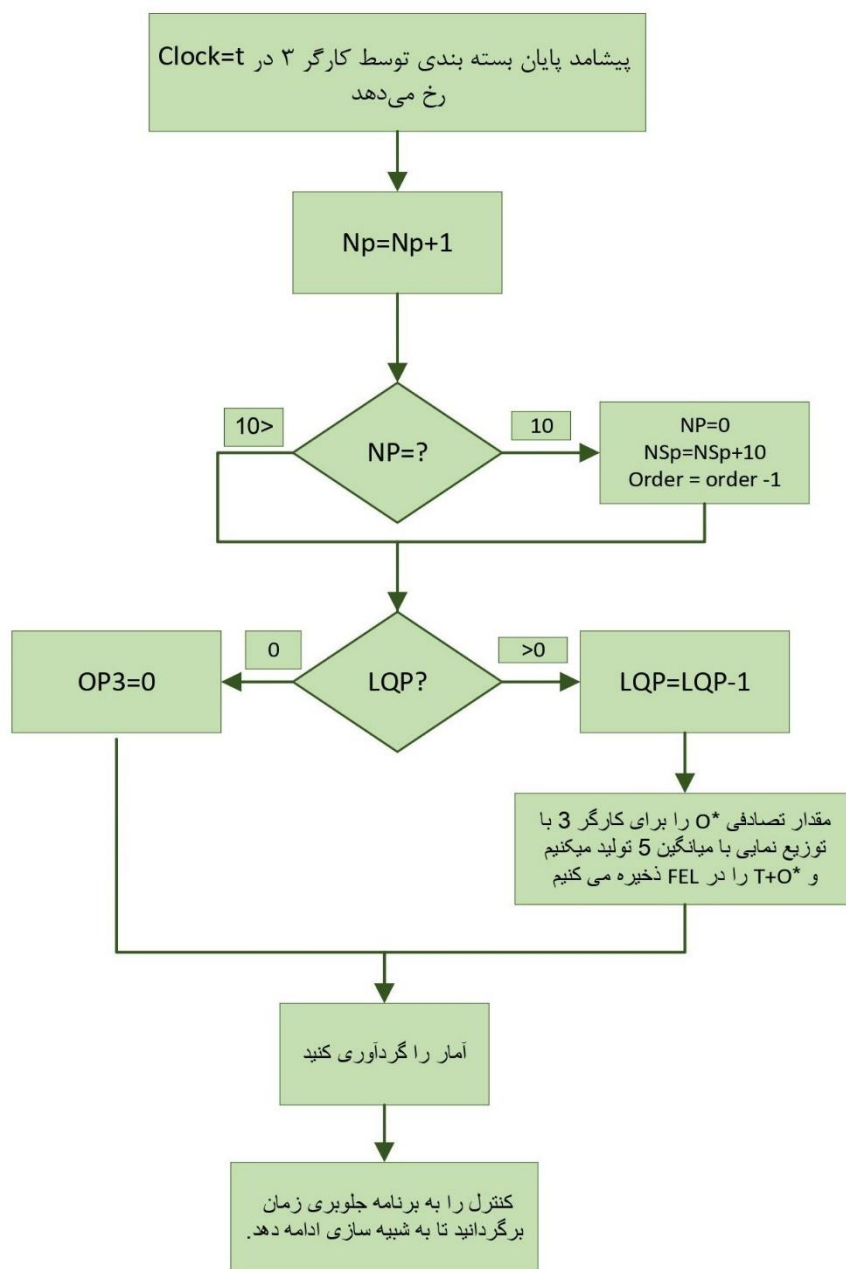 پیشامد پایان بسته بندی توسط کارگر ۳ در Clock=t
رخ می‌دهد
Np=Np+1
10>
NP=?
10
NP=0
NSp=NSp+10
Order = order -1
0
LQP?
>0
OP3=0
LQP=LQP-1
مقدار تصادفی *O را برای کارگر 3 با
توزیع نمایی با میانگین 5 تولید میکنیم
و *T+O را در FEL ذخیره می کنیم
آمار را گردآوری کنید
کنترل را به برنامه جلوبری زمان
برگردانید تا به شبیه سازی ادامه دهد.